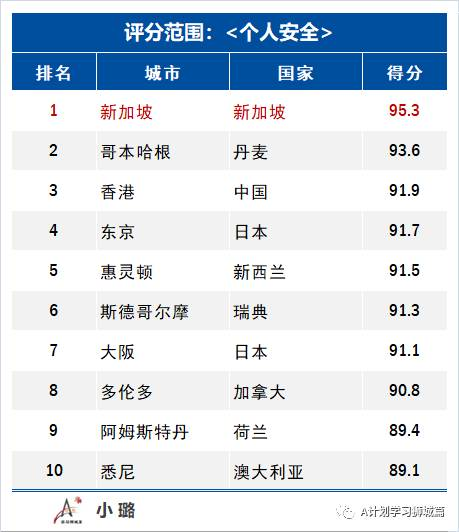 评分范围：<个人安全>
排名 城市 国家 得分
1 新加坡 新加坡 95.3
2 哥本哈根 丹麦 93.6
3 香港 中国 91.9
4 东京 日本 91.7
5 惠灵顿 新西兰 91.5
6 斯德哥尔摩 瑞典 91.3
7 大阪 日本 91.1
8 多伦多 加拿大 90.8
9 阿姆斯特丹 荷兰 89.4
10 悉尼 澳大利亚 89.1
小璐 A计划学习狮城篇